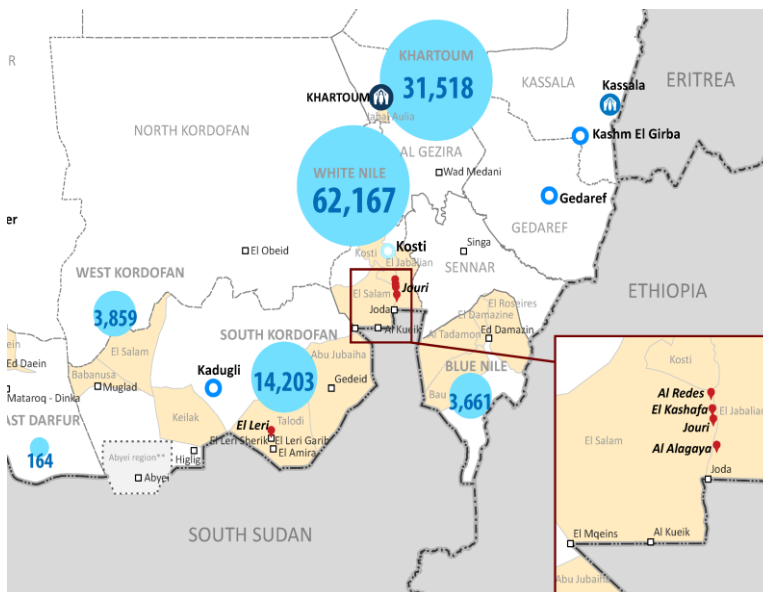 KHARTOUM
31,518
KASSALA
Kassala
ERITREA
KHARTOUM
Jabal Aulia
Kashm El Girba
NORTH KORDOFAN
AL GEZIRA
WHITE NILE
62,167
Wad Medani
Gedaref
GEDAREF
er
El Obeid
Kosti
Kosti
El Jabalian
Singa
SENNAR
WEST KORDOFAN
3,859
El Salam
Jouri
Joda
Al Kueik
ETHIOPIA
El Roseires
El Damazine
Al Tadamon
Ed Damazin
SOUTH KORDOFAN
14,203
Abu Jubaiha
BLUE NILE
3,661
Bau
ein
Ed Daein
El Salam
Babanusa
Muglad
Kadugli
Gedeid
Mataroq - Dinka
AST DARFUR
164
Keilak
Talodi
El Leri
El Leri Sherik
El Leri Garib
El Amira
Higlig
Abyei region**
Abyei
SOUTH SUDAN
Kosti
Al Redes
El Kashafa
El Jabalian
Jouri
El Salam
Al Alagaya
Joda
El Mqeins
Al Kueik
Abu Jubaiha